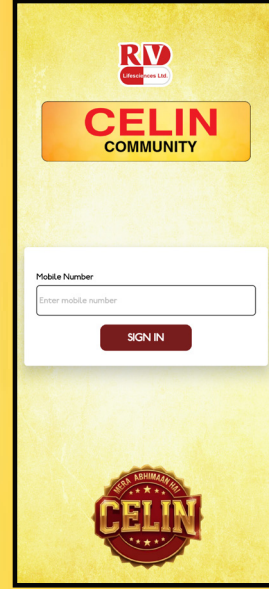 RV
Lifesciences Ltd.
CELIN
COMMUNITY
Mobile Number
Enter mobile number
SIGN IN
MERA ABHIMAAN HAI
CELIN